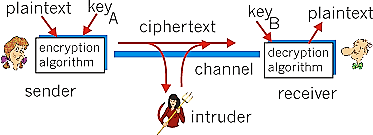 plaintext
key A
ciphertext
key B
plaintext
encryption
algorithm
channel
decryption
algorithm
sender
intruder
receiver